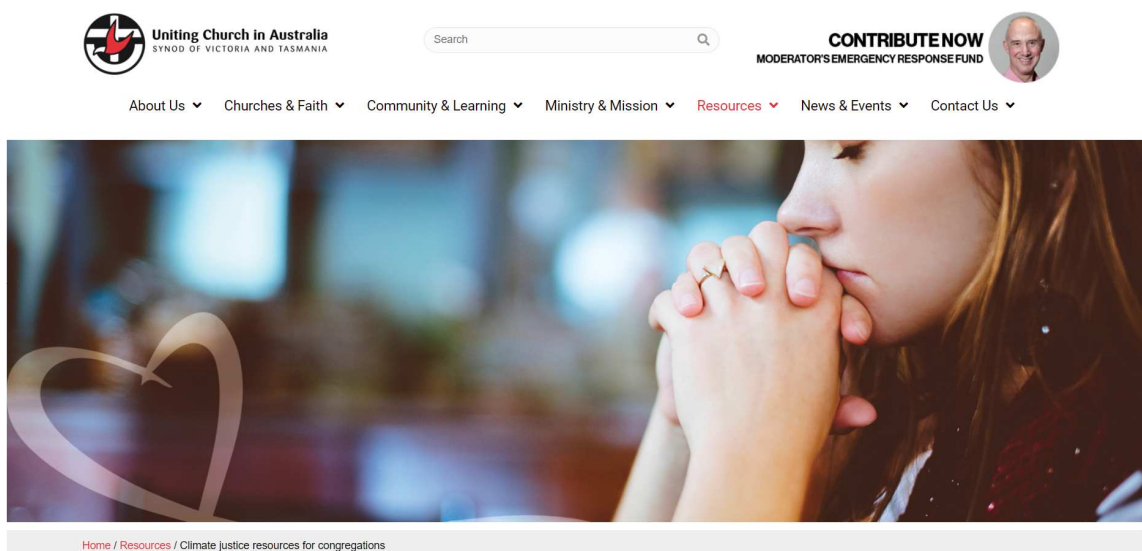 Uniting Church in Australia
SYNOD OF VICTORIA AND TASMANIA
Search
CONTRIBUTE NOW
MODERATOR'S EMERGENCY RESPONSE FUND
About Us
Churches & Faith
Community & Learning
Ministry & Mission
Resources
News & Events
Contact Us
Home / Resources / Climate justice resources for congregations